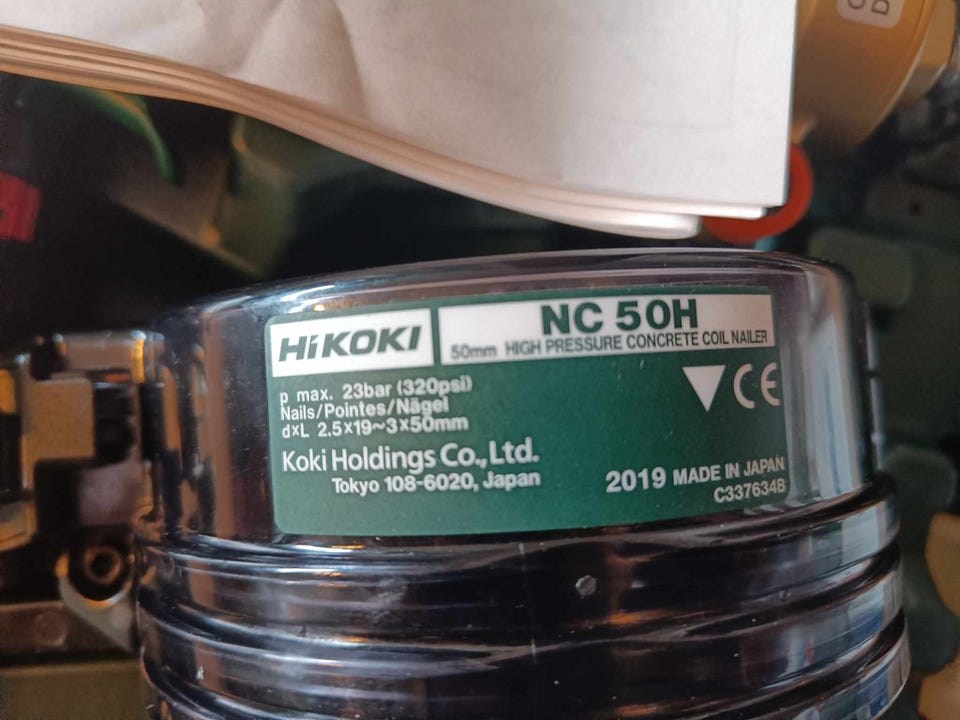 HiKOKI
NC 50H
50mm HIGH PRESSURE CONCRETE COIL NAILER
p max. 23bar (320psi)
Nails/Pointes/Nägel
d×L 2.5×19~3×50mm
CE
Koki Holdings Co., Ltd.
Tokyo 108-6020, Japan
2019 MADE IN JAPAN
C337634B